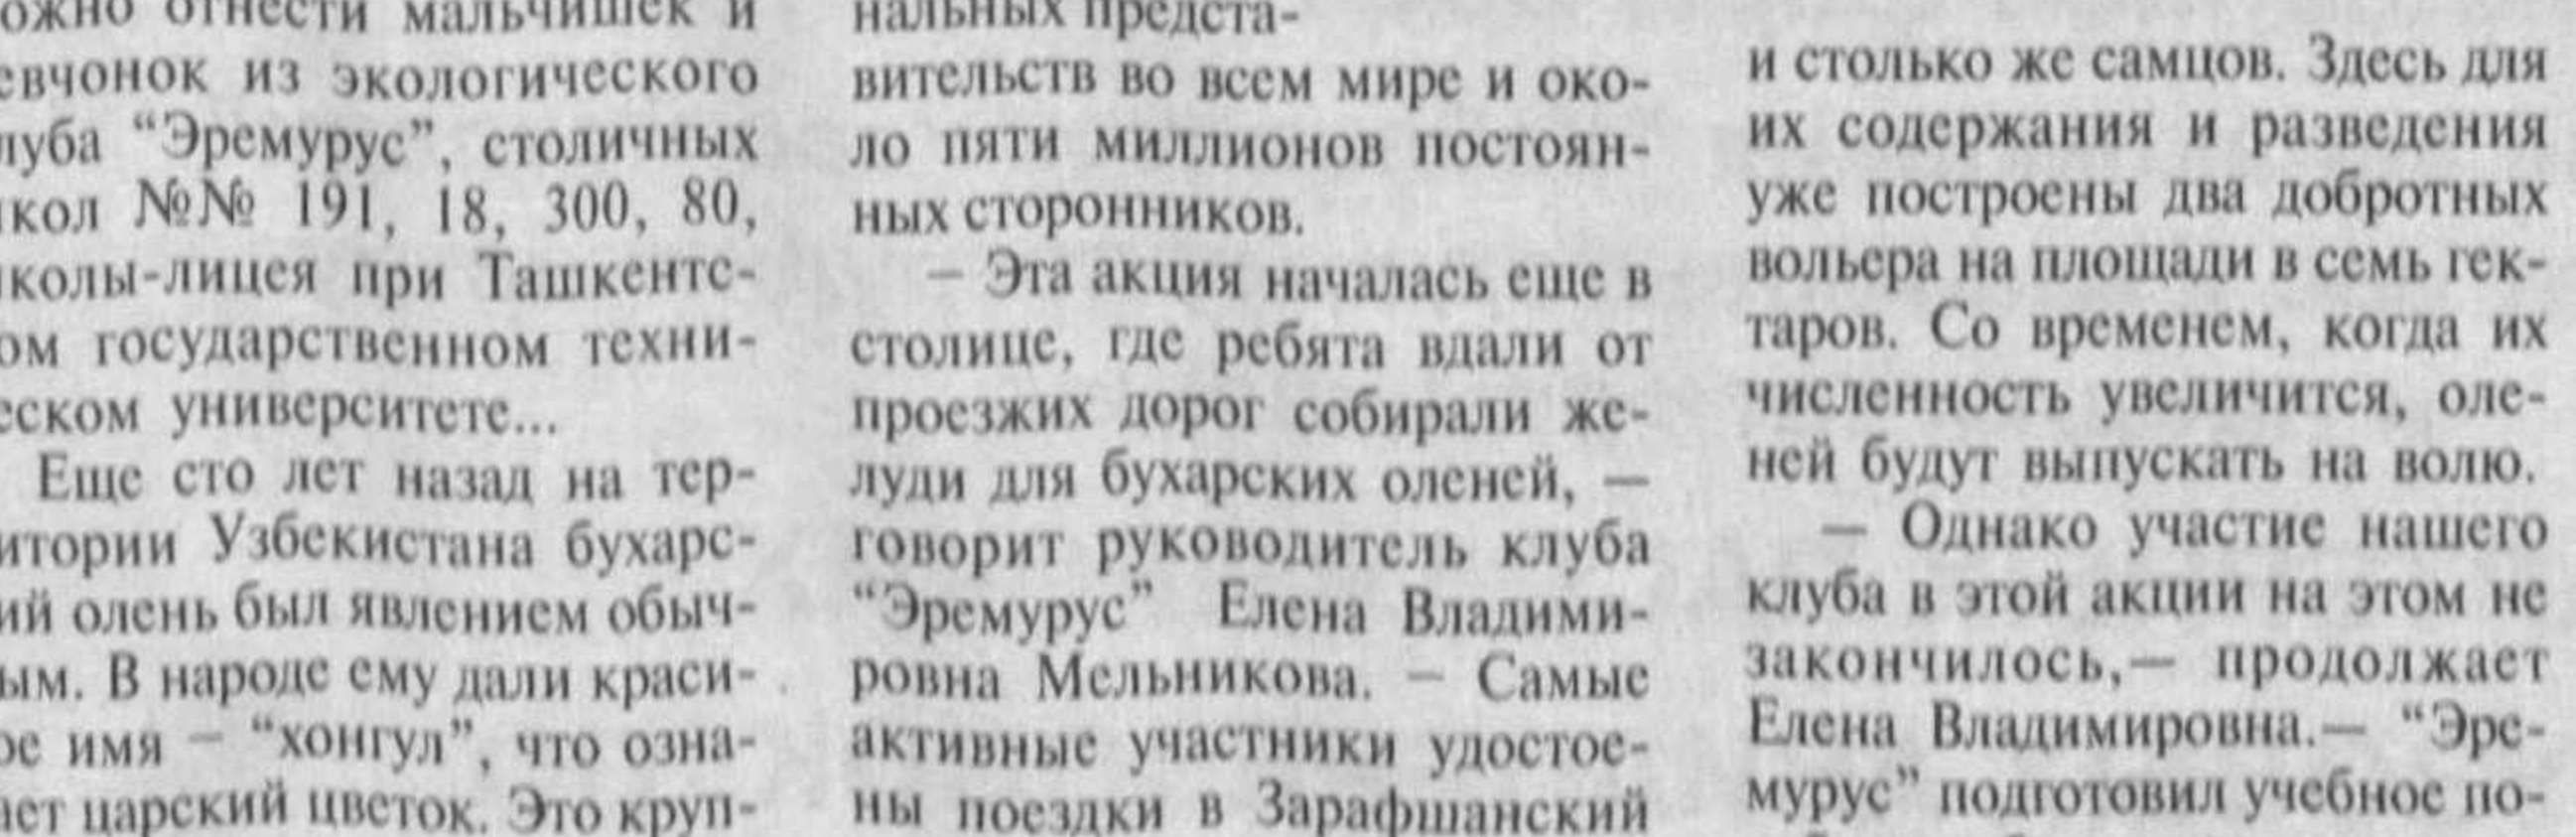 ожно отнести мальчишек и
евчонок из экологического
луба “Эремурус”, столичных
кол №№ 191, 18, 300, 80,
колы-лицея при Ташкентс-
ом государственном техни-
еском университете...
Еще сто лет назад на тер-
итории Узбекистана бухарс-
ий олень был явлением обыч-
ым. В народе ему дали краси-
ое имя – “хонгул”, что озна-
ает царский цветок. Это круп-
нальных предста-
вительств во всем мире и око-
ло пяти миллионов постоян-
ных сторонников.
– Эта акция началась еще в
столице, где ребята вдали от
проезжих дорог собирали же-
луди для бухарских оленей, –
говорит руководитель клуба
“Эремурус” Елена Владими-
ровна Мельникова. – Самые
активные участники удостое-
ны поездки в Зарафшанский
и столько же самцов. Здесь для
их содержания и разведения
уже построены два добротных
вольера на площади в семь гек-
таров. Со временем, когда их
численность увеличится, оле-
ней будут выпускать на волю.
– Однако участие нашего
клуба в этой акции на этом не
закончилось,– продолжает
Елена Владимировна.– “Эре-
мурус” подготовил учебное по-